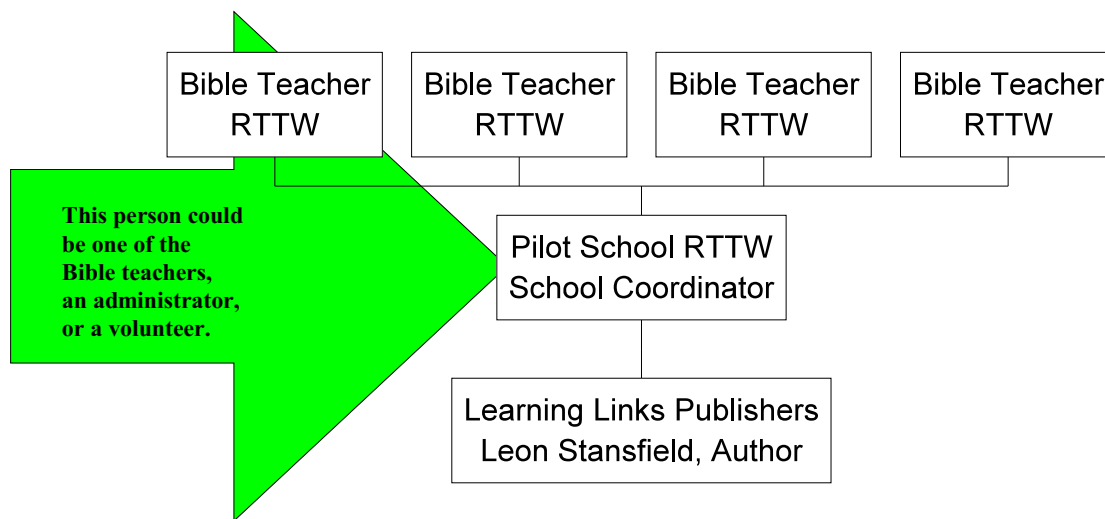 Bible Teacher
RTTW
Bible Teacher
RTTW
Bible Teacher
RTTW
Bible Teacher
RTTW
This person could
be one of the
Bible teachers,
an administrator,
or a volunteer.
Pilot School RTTW
School Coordinator
Learning Links Publishers
Leon Stansfield, Author